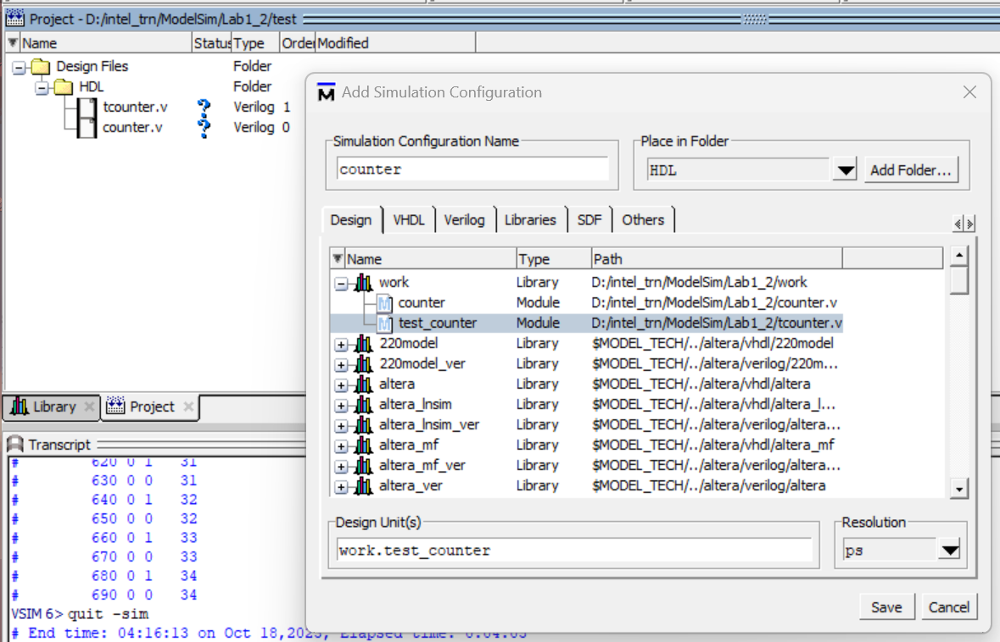 Project - D:/intel_trn/ModelSim/Lab1_2/test
Name Status Type Order Modified
Design Files Folder
HDL Folder
tcounter.v Verilog 1
counter.v Verilog 0
Add Simulation Configuration
Simulation Configuration Name
counter
Place in Folder
HDL Add Folder...
Design VHDL Verilog Libraries SDF Others
Name Type Path
work Library D:/intel_trn/ModelSim/Lab1_2/work
counter Module D:/intel_trn/ModelSim/Lab1_2/counter.v
test_counter Module D:/intel_trn/ModelSim/Lab1_2/tcounter.v
220model Library $MODEL_TECH/../altera/vhdl/220model
220model_ver Library $MODEL_TECH/../altera/verilog/220m...
altera Library $MODEL_TECH/../altera/vhdl/altera
altera_lnsim Library $MODEL_TECH/../altera/vhdl/altera_l...
altera_lnsim_ver Library $MODEL_TECH/../altera/verilog/altera...
altera_mf Library $MODEL_TECH/../altera/vhdl/altera_mf
altera_mf_ver Library $MODEL_TECH/../altera/verilog/altera...
altera_ver Library $MODEL_TECH/../altera/verilog/altera
Design Unit(s)
work.test_counter
Resolution
ps
Save Cancel
Library Project
Transcript
# 620 0 1 31
# 630 0 0 31
# 640 0 1 32
# 650 0 0 32
# 660 0 1 33
# 670 0 0 33
# 680 0 1 34
# 690 0 0 34
VSIM 6> quit -sim
# End time: 04:16:13 on Oct 18,2023, Elapsed time: